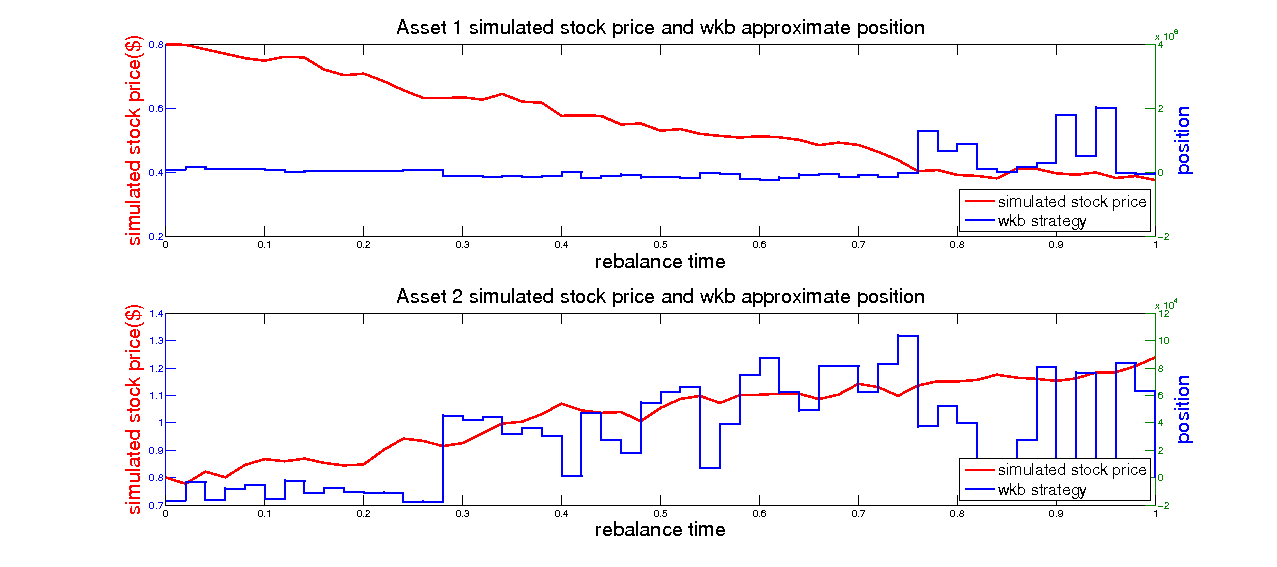 Asset 1 simulated stock price and wkb approximate position
simulated stock price($)
0.8
0.6
0.4
0.2
4
2
0
-2
position
simulated stock price
wkb strategy
0 0.1 0.2 0.3 0.4 0.5 0.6 0.7 0.8 0.9 1
rebalance time
Asset 2 simulated stock price and wkb approximate position
x 10^4
simulated stock price($)
1.4
1.3
1.2
1.1
1
0.9
0.8
0.7
12
10
8
6
4
2
0
-2
position
simulated stock price
wkb strategy
0 0.1 0.2 0.3 0.4 0.5 0.6 0.7 0.8 0.9 1
rebalance time